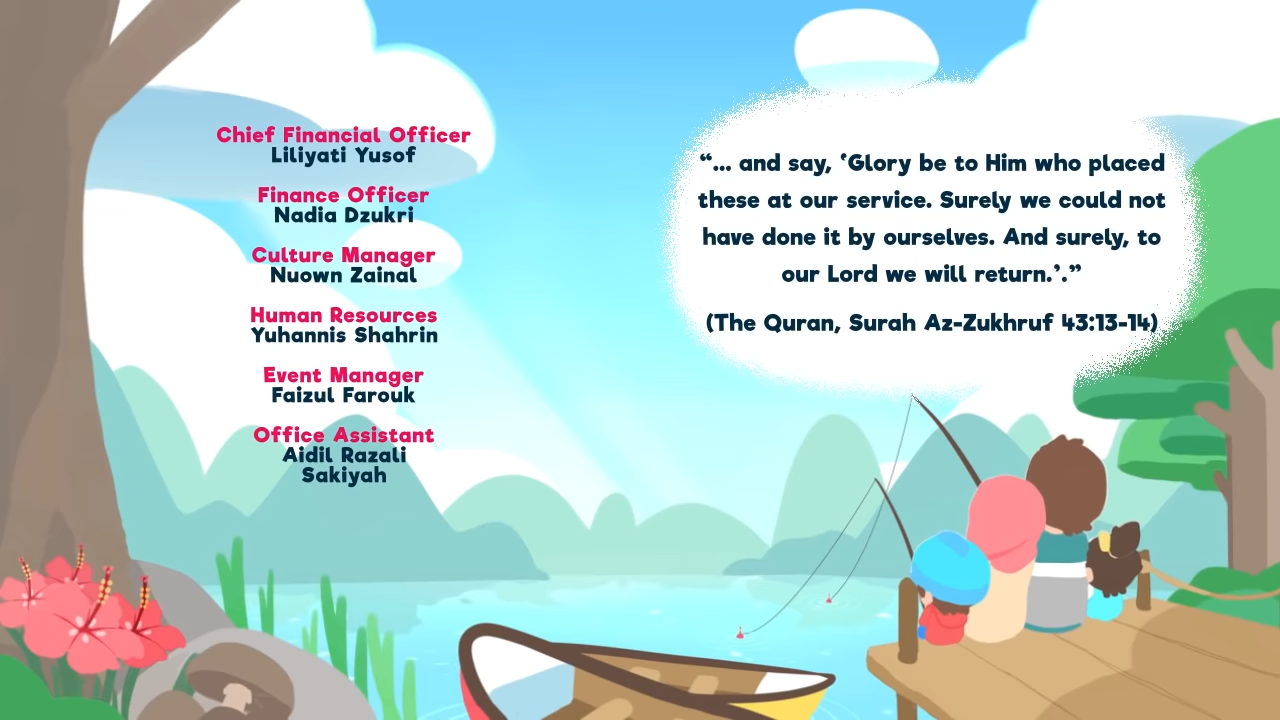 Chief Financial Officer
Liliyati Yusof
Finance Officer
Nadia Dzukri
Culture Manager
Nuown Zainal
Human Resources
Yuhannis Shahrin
Event Manager
Faizul Farouk
Office Assistant
Aidil Razali
Sakiyah
“... and say, ‘Glory be to Him who placed
these at our service. Surely we could not
have done it by ourselves. And surely, to
our Lord we will return.’.”
(The Quran, Surah Az-Zukhruf 43:13-14)